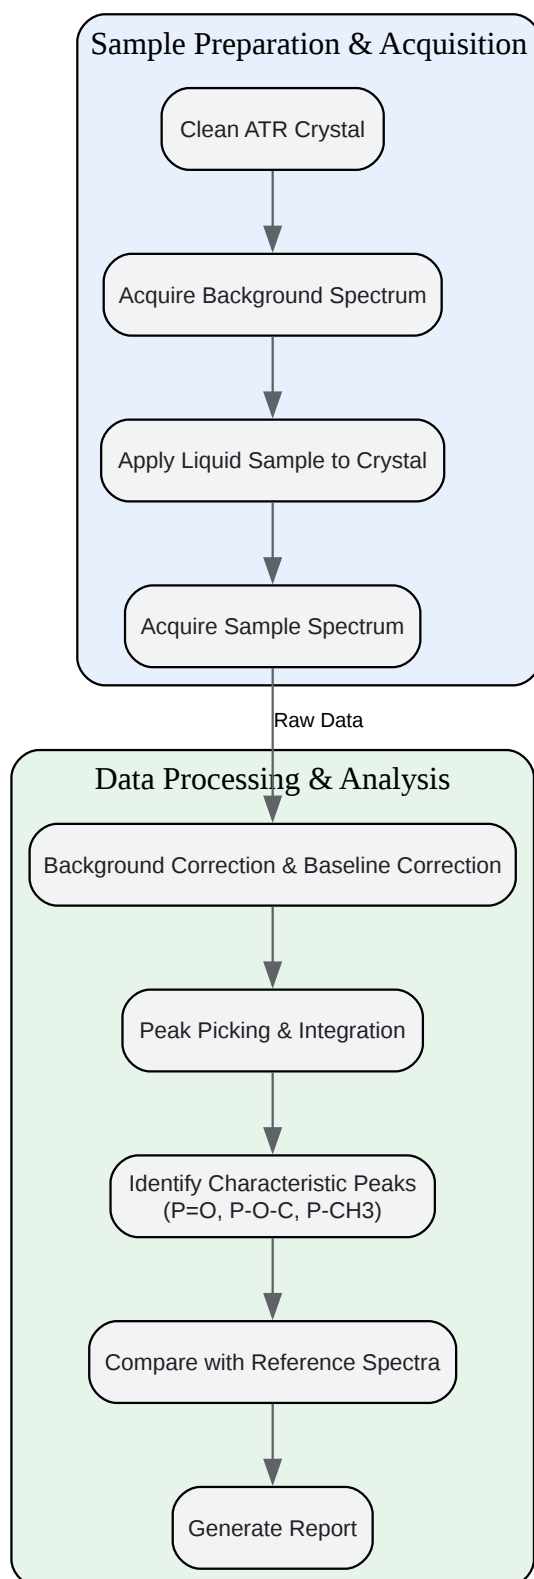 Sample Preparation & Acquisition
Clean ATR Crystal
Acquire Background Spectrum
Apply Liquid Sample to Crystal
Acquire Sample Spectrum
Raw Data
Data Processing & Analysis
Background Correction & Baseline Correction
Peak Picking & Integration
Identify Characteristic Peaks
(P=O, P-O-C, P-CH3)
Compare with Reference Spectra
Generate Report